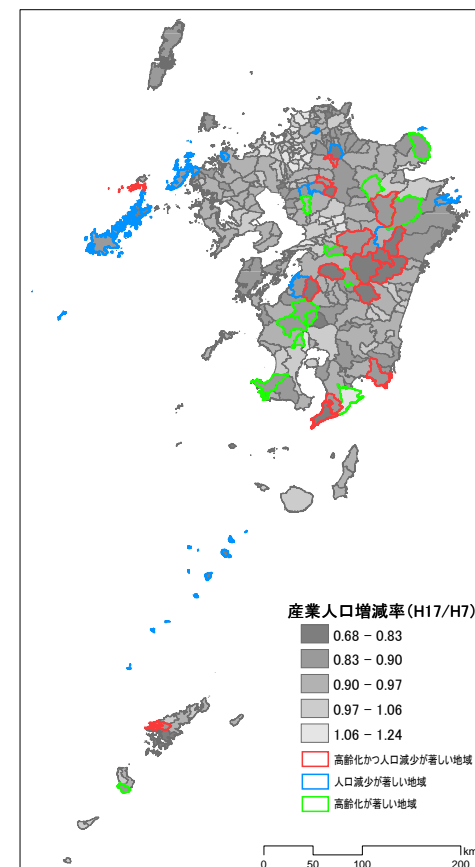 産業人口増減率(H17/H7)
0.68 - 0.83
0.83 - 0.90
0.90 - 0.97
0.97 - 1.06
1.06 - 1.24
高齢化かつ人口減少が著しい地域
人口減少が著しい地域
高齢化が著しい地域
km
0 50 100 200